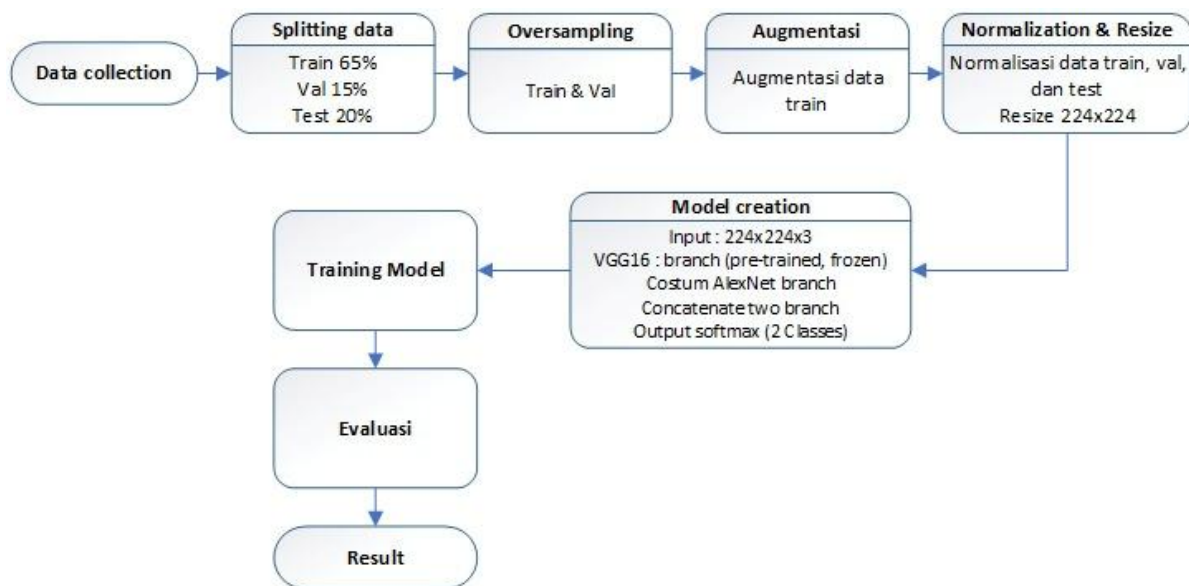 Data collection
Splitting data
Train 65%
Val 15%
Test 20%
Oversampling
Train & Val
Augmentasi
Augmentasi data
train
Normalization & Resize
Normalisasi data train, val,
dan test
Resize 224x224
Model creation
Input : 224x224x3
VGG16 : branch (pre-trained, frozen)
Costum AlexNet branch
Concatenate two branch
Output softmax (2 Classes)
Training Model
Evaluasi
Result